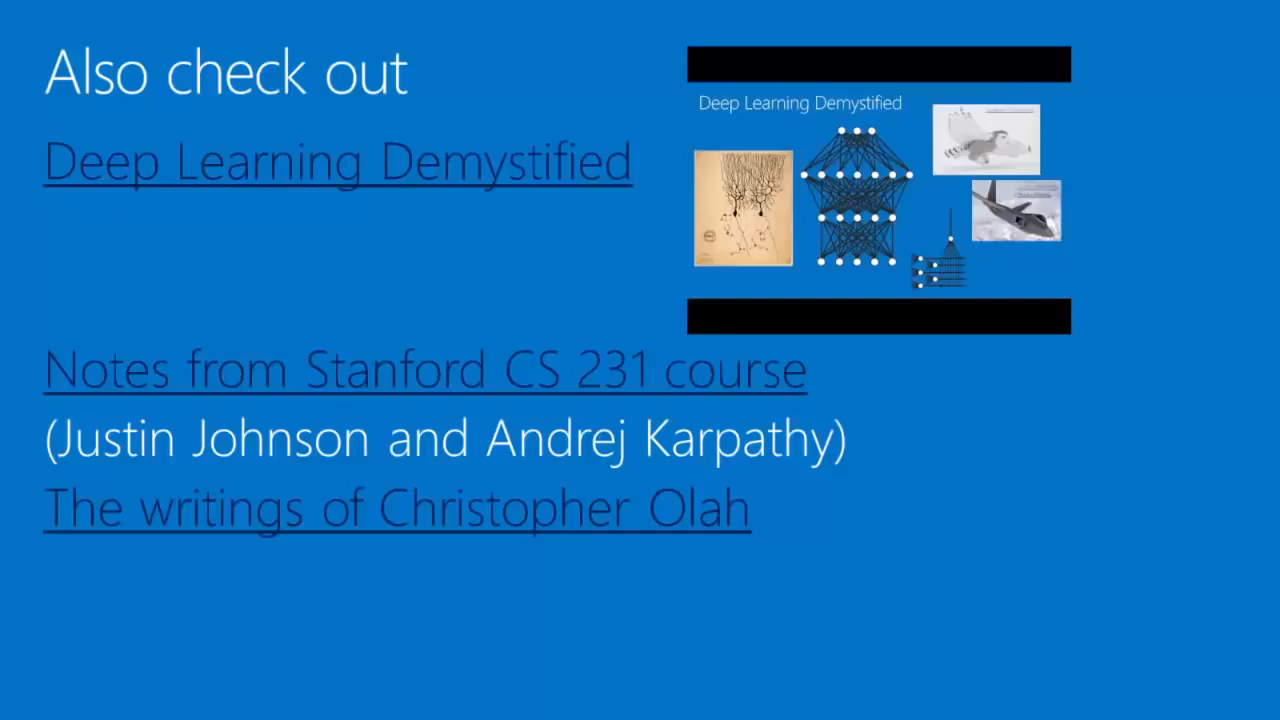 Also check out
Deep Learning Demystified
Deep Learning Demystified
Notes from Stanford CS 231 course
(Justin Johnson and Andrej Karpathy)
The writings of Christopher Olah